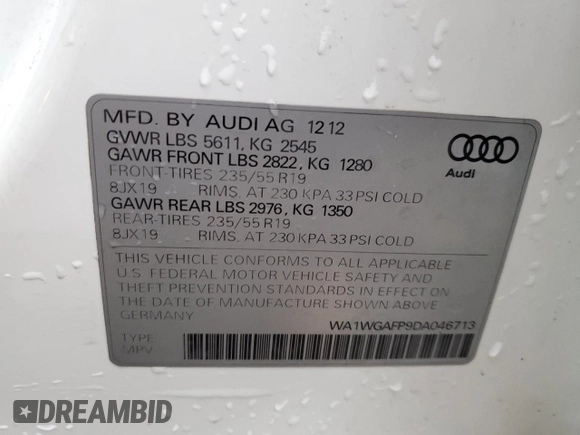 MFD. BY AUDI AG 12 12
GVWR LBS 5611, KG 2545
GAWR FRONT LBS 2822, KG 1280
FRONT-TIRES 235/55 R19
8JX19 RIMS, AT 230 KPA 33 PSI COLD
GAWR REAR LBS 2976, KG 1350
REAR-TIRES 235/55 R19
8JX19 RIMS, AT 230 KPA 33 PSI COLD
Audi
THIS VEHICLE CONFORMS TO ALL APPLICABLE
U.S. FEDERAL MOTOR VEHICLE SAFETY AND
THEFT PREVENTION STANDARDS IN EFFECT ON
THE DATE OF MANUFACTURE SHOWN ABOVE.
GERMANY
WA1WGAFP9DA046713
TYPE
MPV
DREAMBID